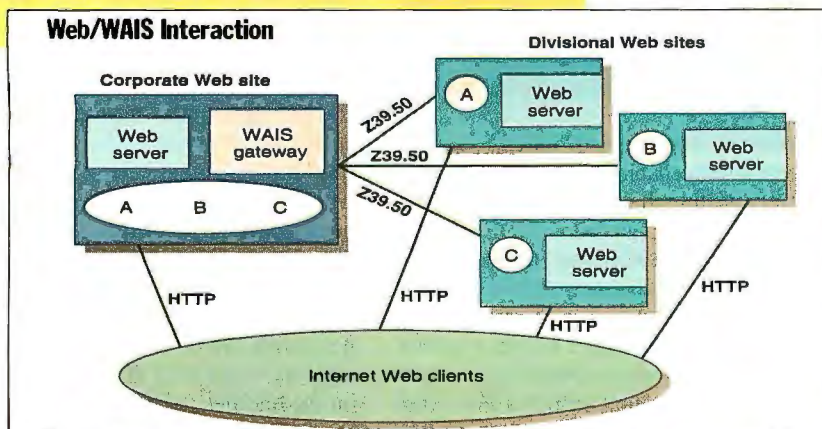 Web/WAIS Interaction
Divisional Web sites
Corporate Web site
Web
server
WAIS
gateway
A B C
Z39.50
Z39.50
Z39.50
A
Web
server
B
Web
server
C
Web
server
HTTP
HTTP
HTTP
HTTP
Internet Web clients